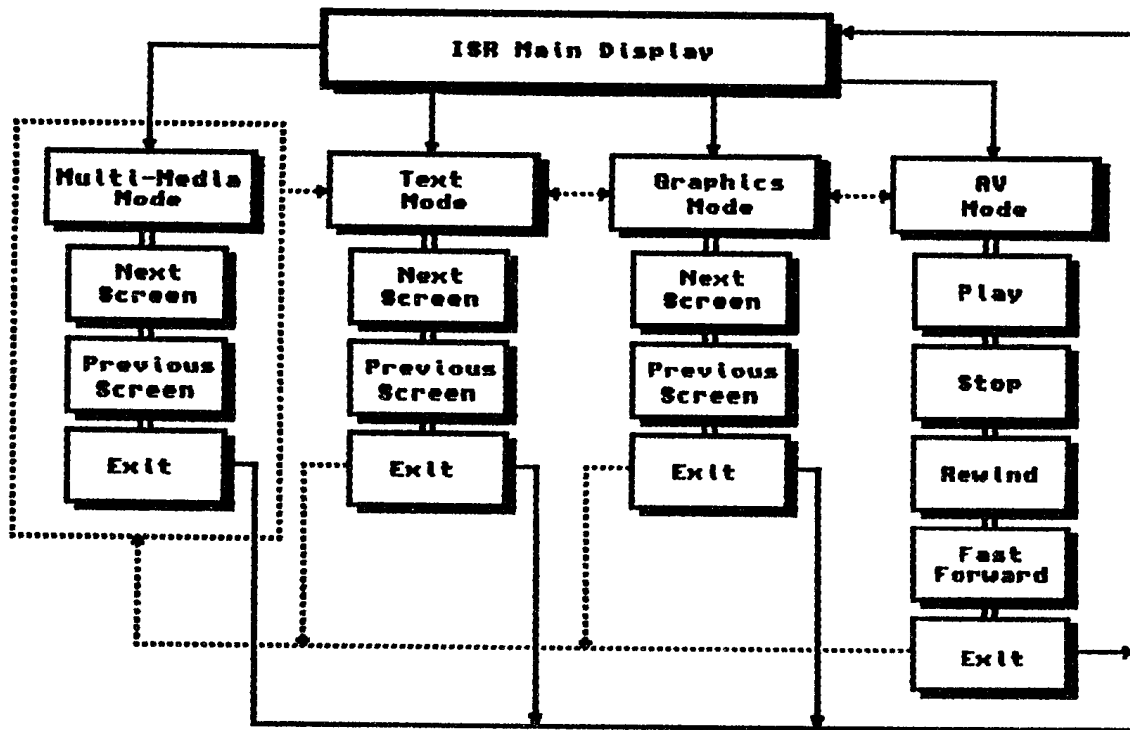 ISR Main Display
Multi-Media
Mode
Next
Screen
Previous
Screen
Exit
Text
Mode
Next
Screen
Previous
Screen
Exit
Graphics
Mode
Next
Screen
Previous
Screen
Exit
AV
Mode
Play
Stop
Rewind
Fast
Forward
Exit